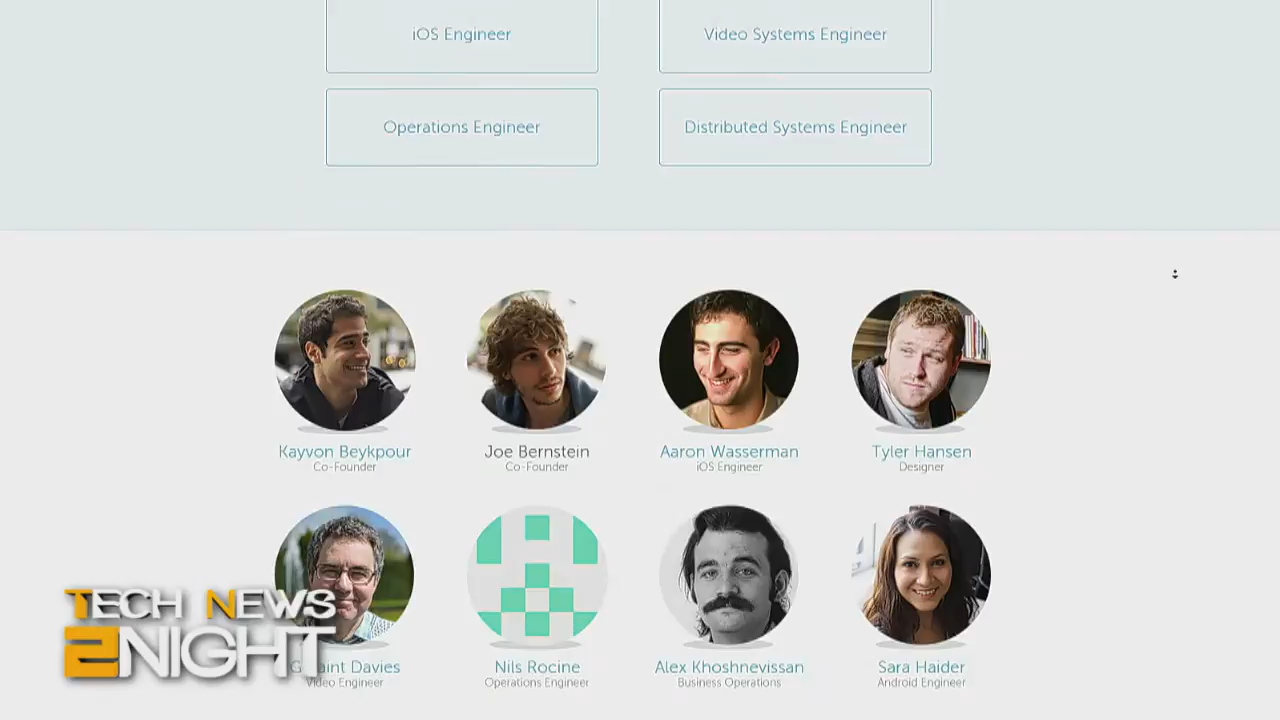 iOS Engineer
Video Systems Engineer
Operations Engineer
Distributed Systems Engineer
Kayvon Beykpour
Joe Bernstein
Aaron Wasserman
Tyler Hansen
Co-Founder
Co-Founder
iOS Engineer
Designer
TECH NEWS
2NIGHT
Davies
Nils Rocine
Alex Khoshnevissan
Sara Haider
Video Engineer
Operations Engineer
Business Operations
Android Engineer